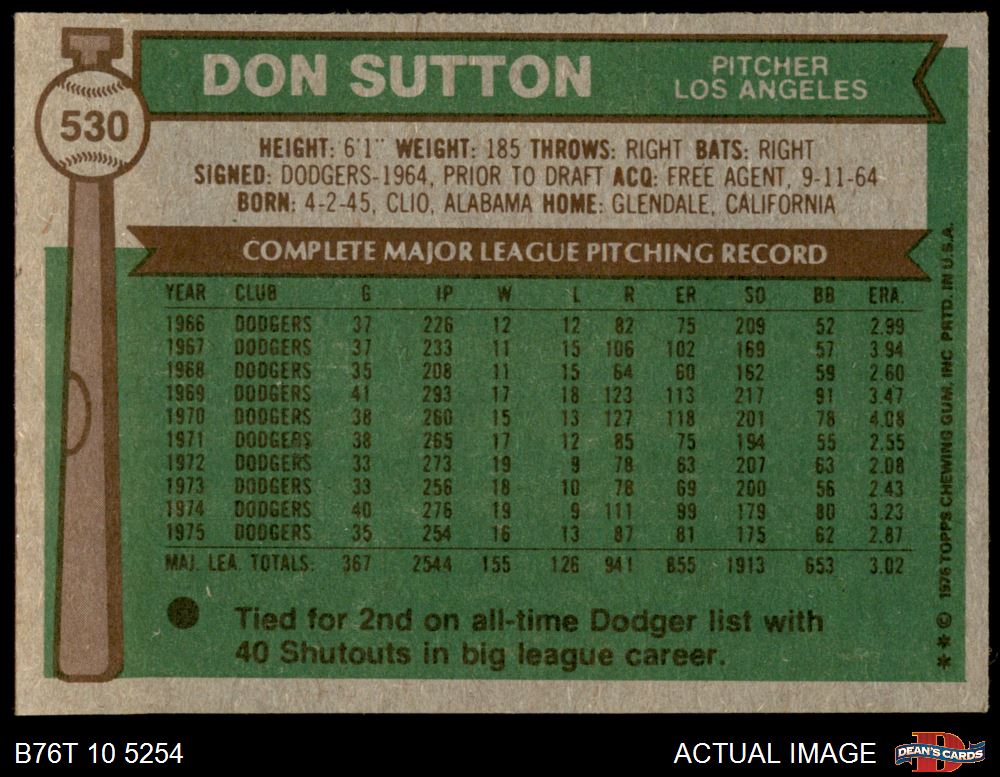 530
DON SUTTON
PITCHER
LOS ANGELES
HEIGHT: 6'1" WEIGHT: 185 THROWS: RIGHT BATS: RIGHT
SIGNED: DODGERS-1964, PRIOR TO DRAFT ACQ: FREE AGENT, 9-11-64
BORN: 4-2-45, CLIO, ALABAMA HOME: GLENDALE, CALIFORNIA
COMPLETE MAJOR LEAGUE PITCHING RECORD
YEAR CLUB G IP W L R ER SO BB ERA.
1966 DODGERS 37 226 12 12 82 75 209 52 2.99
1967 DODGERS 37 233 11 15 106 102 169 57 3.94
1968 DODGERS 35 208 11 15 64 60 162 59 2.60
1969 DODGERS 41 293 17 18 123 113 217 91 3.47
1970 DODGERS 38 260 15 13 127 118 201 78 4.08
1971 DODGERS 38 265 17 12 85 75 194 55 2.55
1972 DODGERS 33 273 19 9 78 63 207 63 2.08
1973 DODGERS 33 256 18 10 78 69 200 56 2.43
1974 DODGERS 40 276 19 9 111 99 179 80 3.23
1975 DODGERS 35 254 16 13 87 81 175 62 2.87
MAJ. LEA. TOTALS: 367 2544 155 126 941 855 1913 653 3.02
Tied for 2nd on all-time Dodger list with
40 Shutouts in big league career.
** © 1976 TOPPS CHEWING GUM, INC. PRTD. IN U.S.A.
B76T 10 5254
ACTUAL IMAGE
D
DEAN'S CARDS